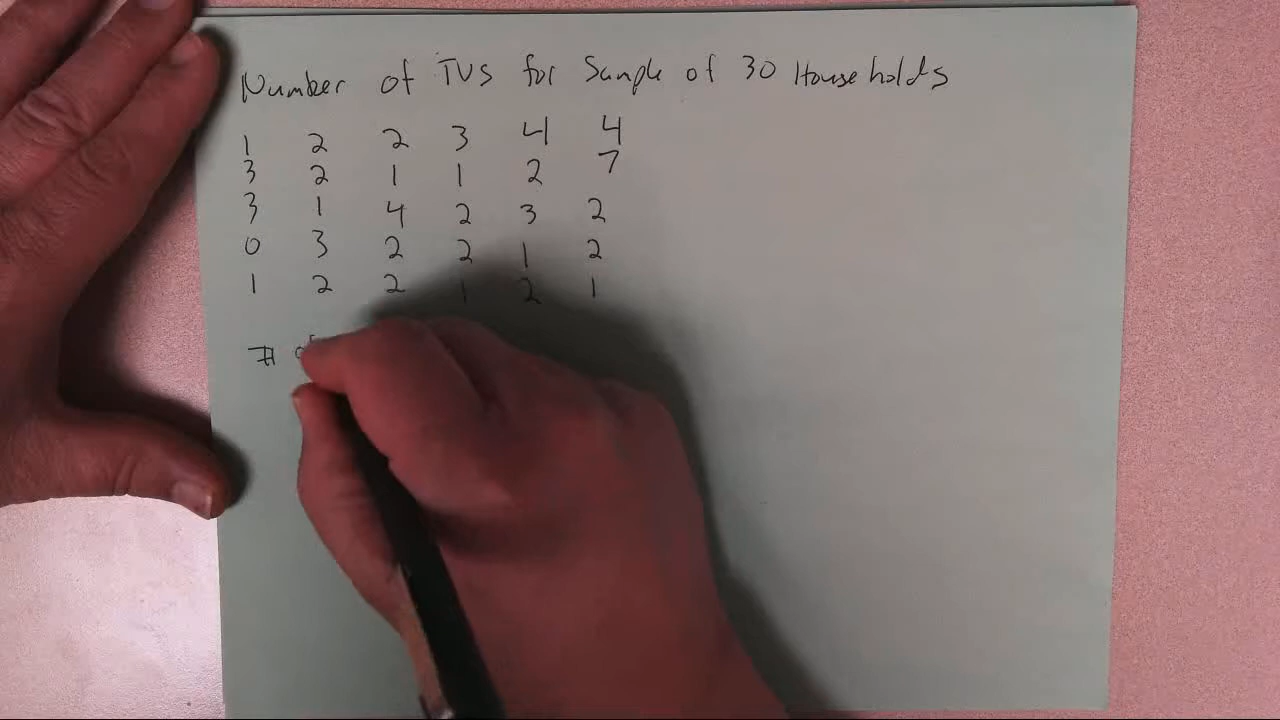 Number of TVs for Sample of 30 Households
1 2 2 3 4 4
3 2 1 1 2 7
3 1 4 2 3 2
0 3 2 2 1 2
1 2 2 1 2 1
# of